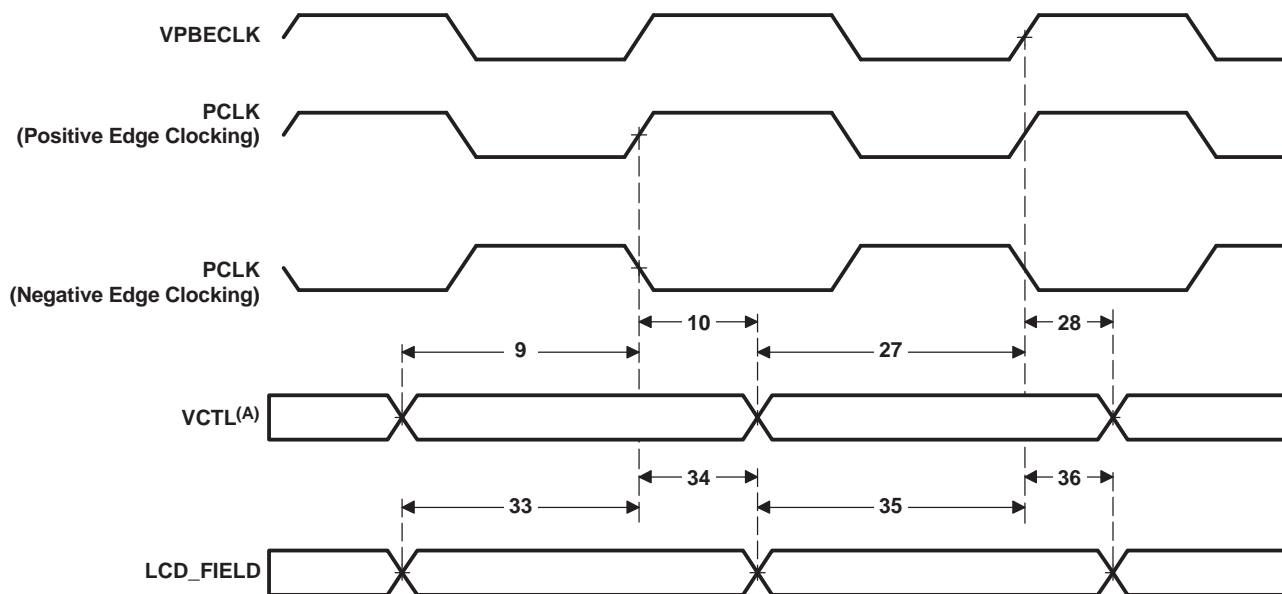 VPBECLK
PCLK
(Positive Edge Clocking)
PCLK
(Negative Edge Clocking)
10
28
9
27
VCTL(A)
34
36
33
35
LCD_FIELD